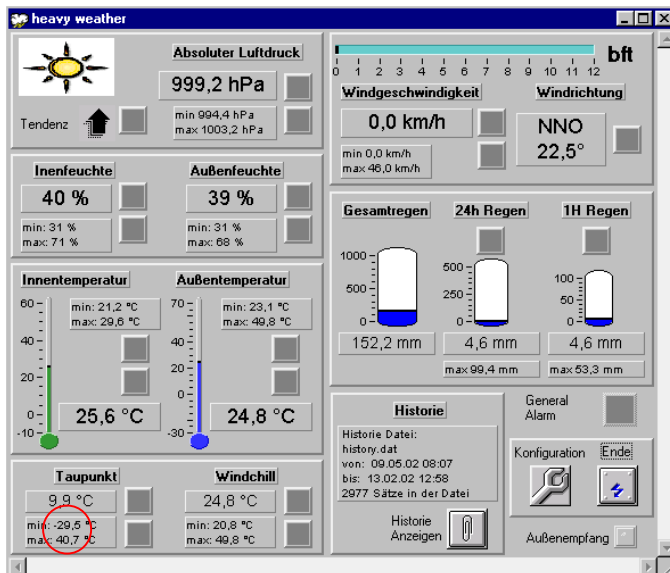 heavy weather
Absoluter Luftdruck
999,2 hPa
Tendenz
min 994,4 hPa
max 1003,2 hPa
bft
0 1 2 3 4 5 6 7 8 9 10 11 12
Windgeschwindigkeit
Windrichtung
0,0 km/h
NNO
22,5°
min 0,0 km/h
max 46,0 km/h
Inenfeuchte
Außenfeuchte
40 %
39 %
min: 31 %
max: 71 %
min: 31 %
max: 68 %
Gesamtregen
24h Regen
1H Regen
1000
500
0
500
250
0
100
50
0
152,2 mm
4,6 mm
4,6 mm
max 99,4 mm
max 53,3 mm
Innentemperatur
Außentemperatur
60
40
20
0
-10
min: 21,2 °C
max: 29,6 °C
25,6 °C
70
40
20
0
-30
min: 23,1 °C
max: 49,8 °C
24,8 °C
Taupunkt
Windchill
9,9 °C
24,8 °C
min: -29,5 °C
max: 40,7 °C
min: 20,8 °C
max: 49,8 °C
Historie
Historie Datei:
history.dat
von: 09.05.02 08:07
bis: 13.02.02 12:58
2977 Sätze in der Datei
Historie
Anzeigen
General
Alarm
Konfiguration
Ende
Außenempfang